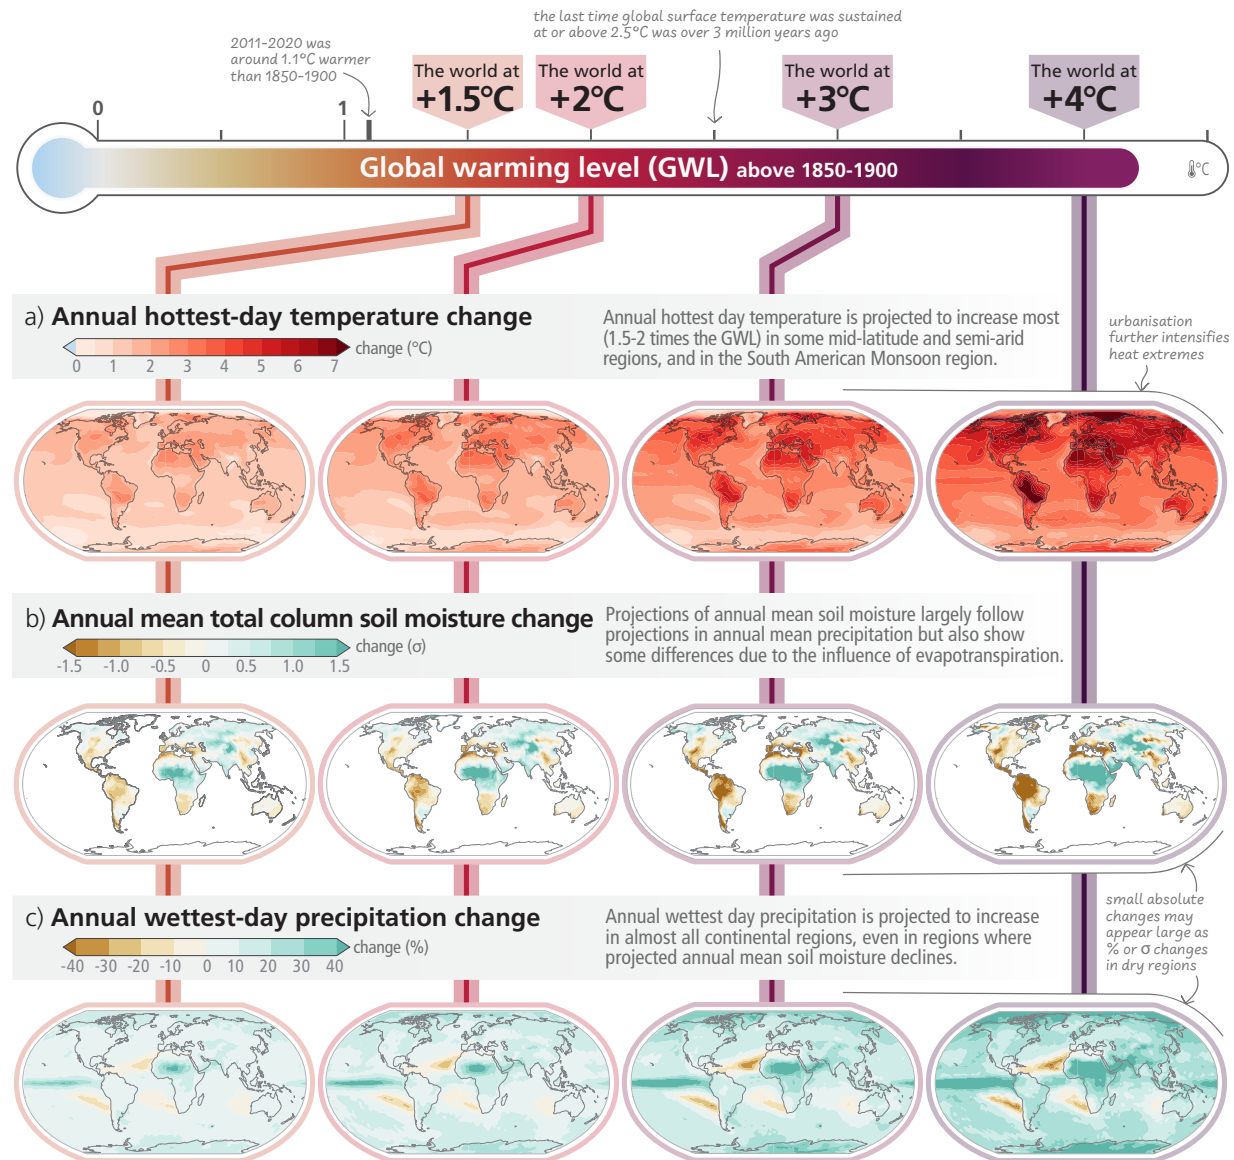 the last time global surface temperature was sustained
at or above 2.5°C was over 3 million years ago
2011-2020 was
around 1.1°C warmer
than 1850-1900
The world at
+1.5°C
The world at
+2°C
The world at
+3°C
The world at
+4°C
0
1
Global warming level (GWL) above 1850-1900
°C
a) Annual hottest-day temperature change
change (°C)
0 1 2 3 4 5 6 7
Annual hottest day temperature is projected to increase most
(1.5-2 times the GWL) in some mid-latitude and semi-arid
regions, and in the South American Monsoon region.
urbanisation
further intensifies
heat extremes
b) Annual mean total column soil moisture change
change (σ)
-1.5 -1.0 -0.5 0 0.5 1.0 1.5
Projections of annual mean soil moisture largely follow
projections in annual mean precipitation but also show
some differences due to the influence of evapotranspiration.
c) Annual wettest-day precipitation change
change (%)
-40 -30 -20 -10 0 10 20 30 40
Annual wettest day precipitation is projected to increase
in almost all continental regions, even in regions where
projected annual mean soil moisture declines.
small absolute
changes may
appear large as
% or σ changes
in dry regions